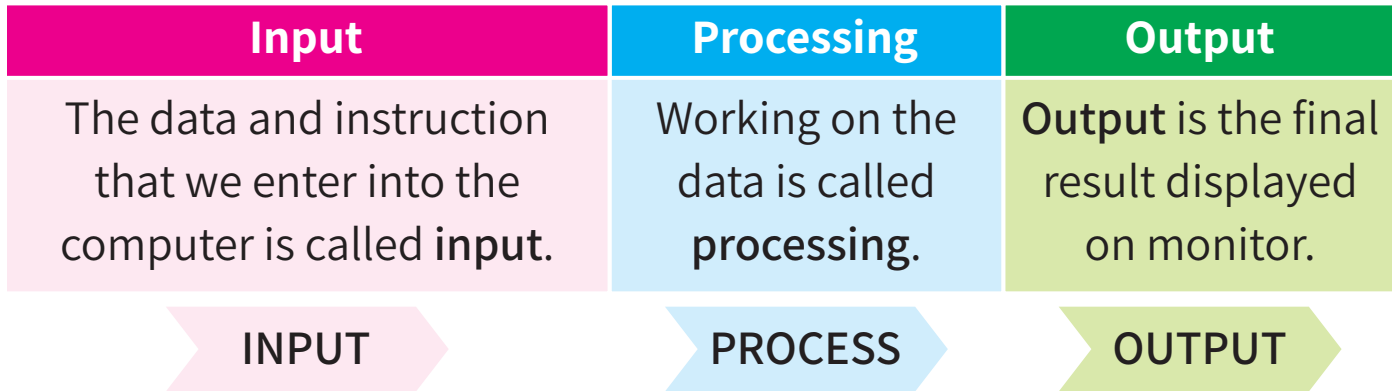 Input
Processing
Output
The data and instruction
that we enter into the
computer is called input.
Working on the
data is called
processing.
Output is the final
result displayed
on monitor.
INPUT
PROCESS
OUTPUT